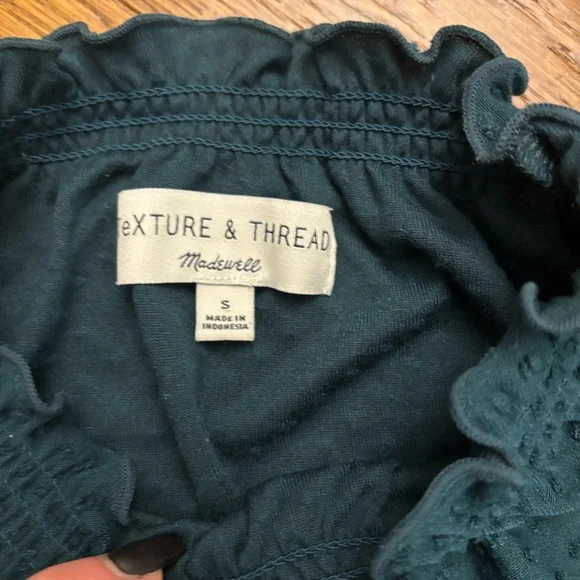 TeXTURE & THREAD
Madewell
S
MADE IN
INDONESIA